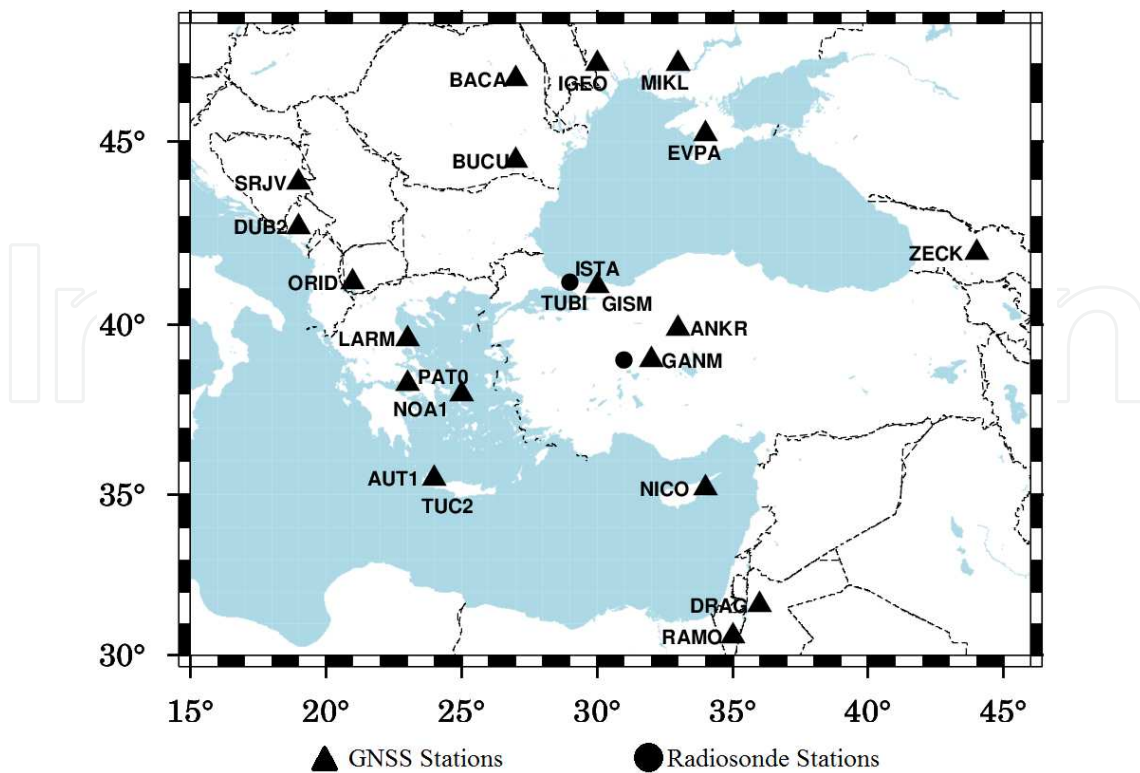 BACA
IGEO
MIKL
45°
EVPA
BUCU
SRJV
DUB2
ZECK
ORID
ISTA
TUBI
GISM
40°
LARM
ANKR
GANM
PAT0
NOA1
AUT1
NICO
35°
TUC2
DRAG
RAMO
30°
15° 20° 25° 30° 35° 40° 45°
GNSS Stations Radiosonde Stations